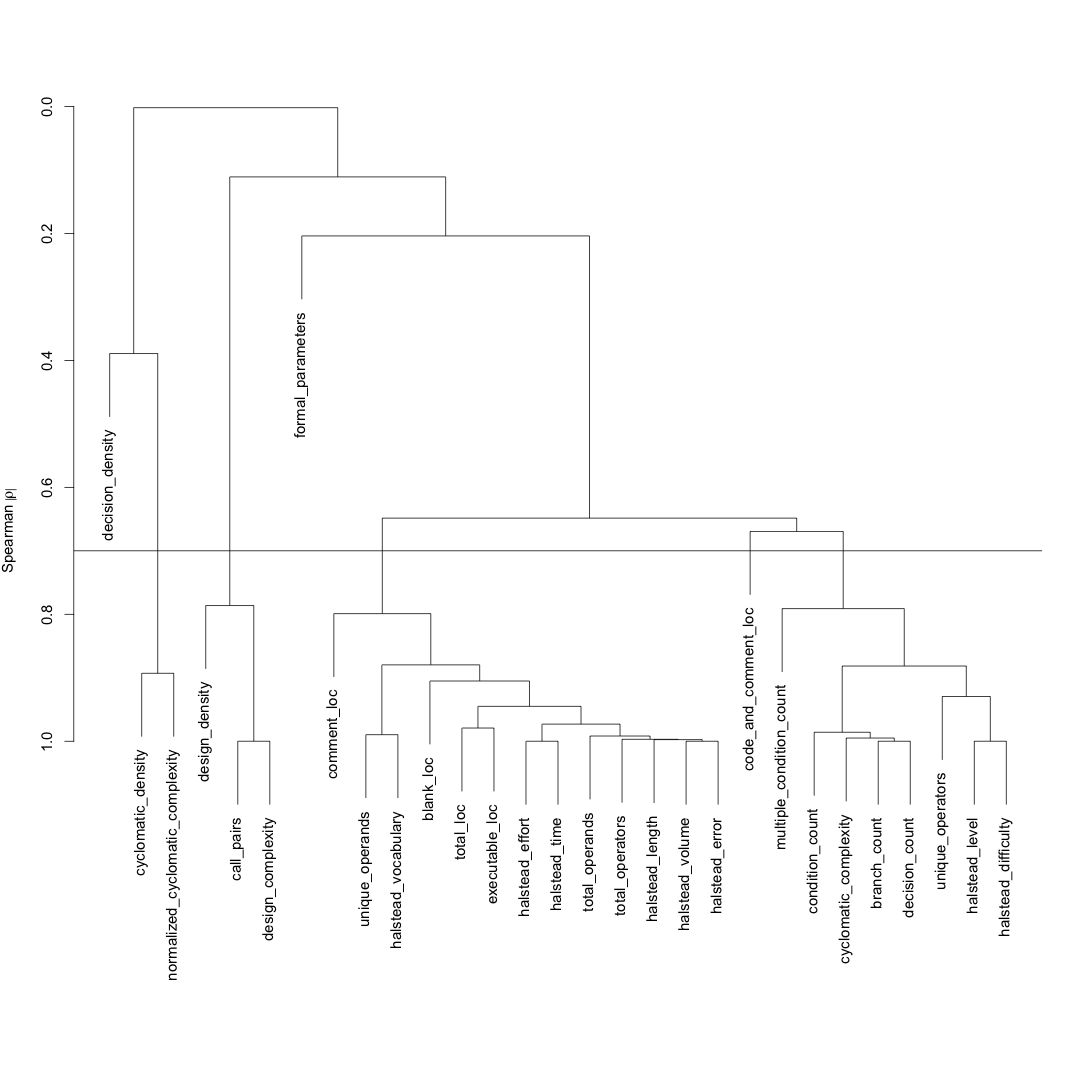 Spearman |ρ|
0.0
0.2
0.4
0.6
0.8
1.0
decision_density
cyclomatic_density
normalized_cyclomatic_complexity
design_density
call_pairs
design_complexity
formal_parameters
comment_loc
unique_operands
halstead_vocabulary
blank_loc
total_loc
executable_loc
halstead_effort
halstead_time
total_operands
total_operators
halstead_length
halstead_volume
halstead_error
code_and_comment_loc
multiple_condition_count
condition_count
cyclomatic_complexity
branch_count
decision_count
unique_operators
halstead_level
halstead_difficulty